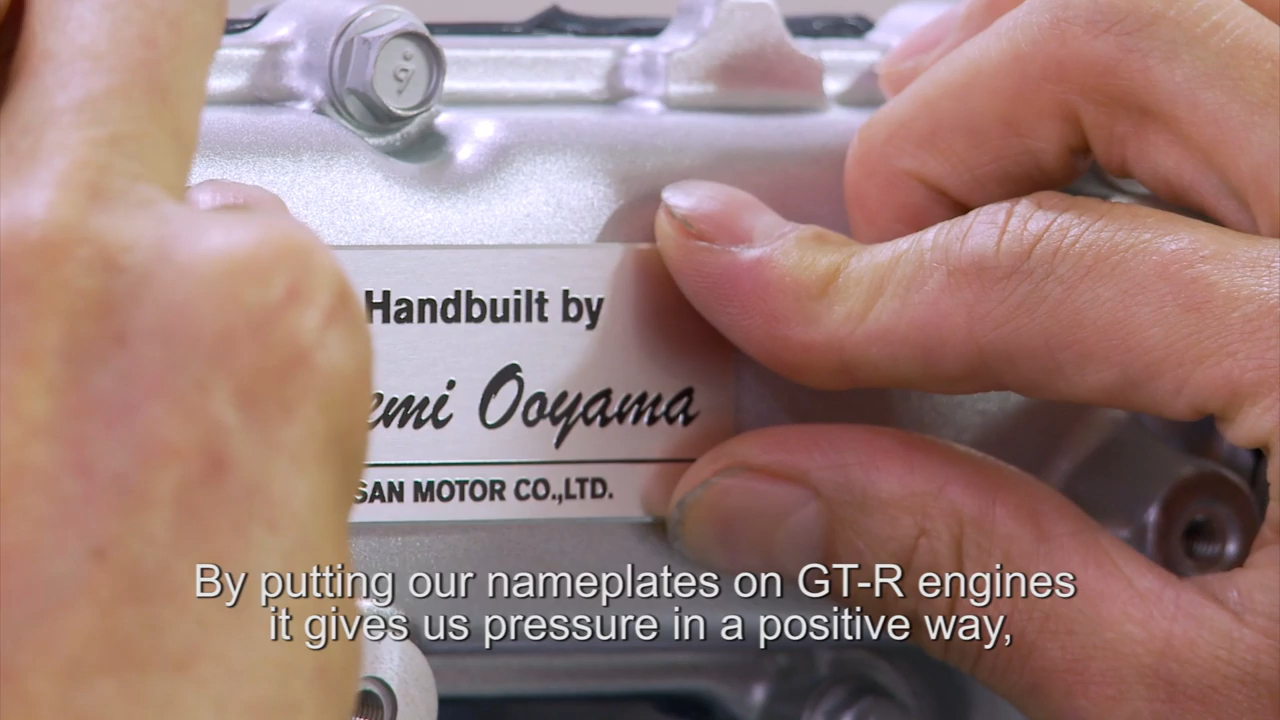 Handbuilt by
emi Ooyama
SAN MOTOR CO.,LTD.
By putting our nameplates on GT-R engines
it gives us pressure in a positive way,